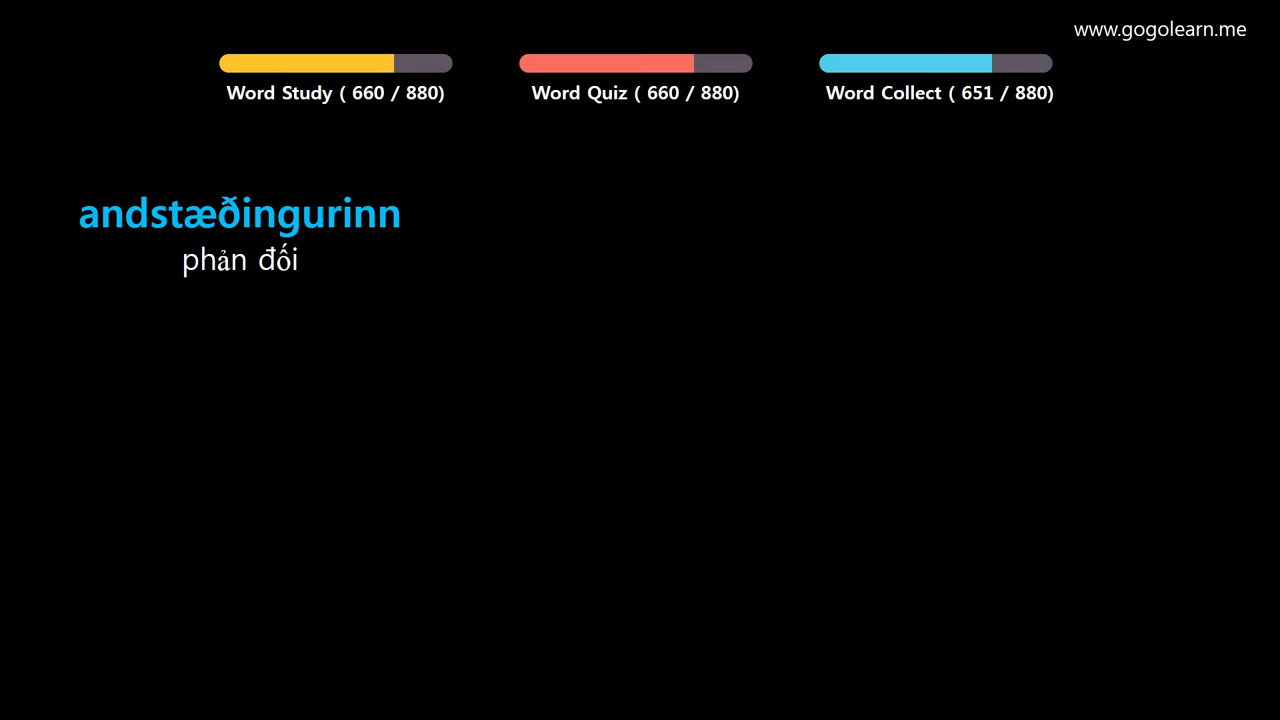 www.gogolearn.me
Word Study ( 660 / 880)
Word Quiz ( 660 / 880)
Word Collect ( 651 / 880)
andstæðingurinn
phản đối